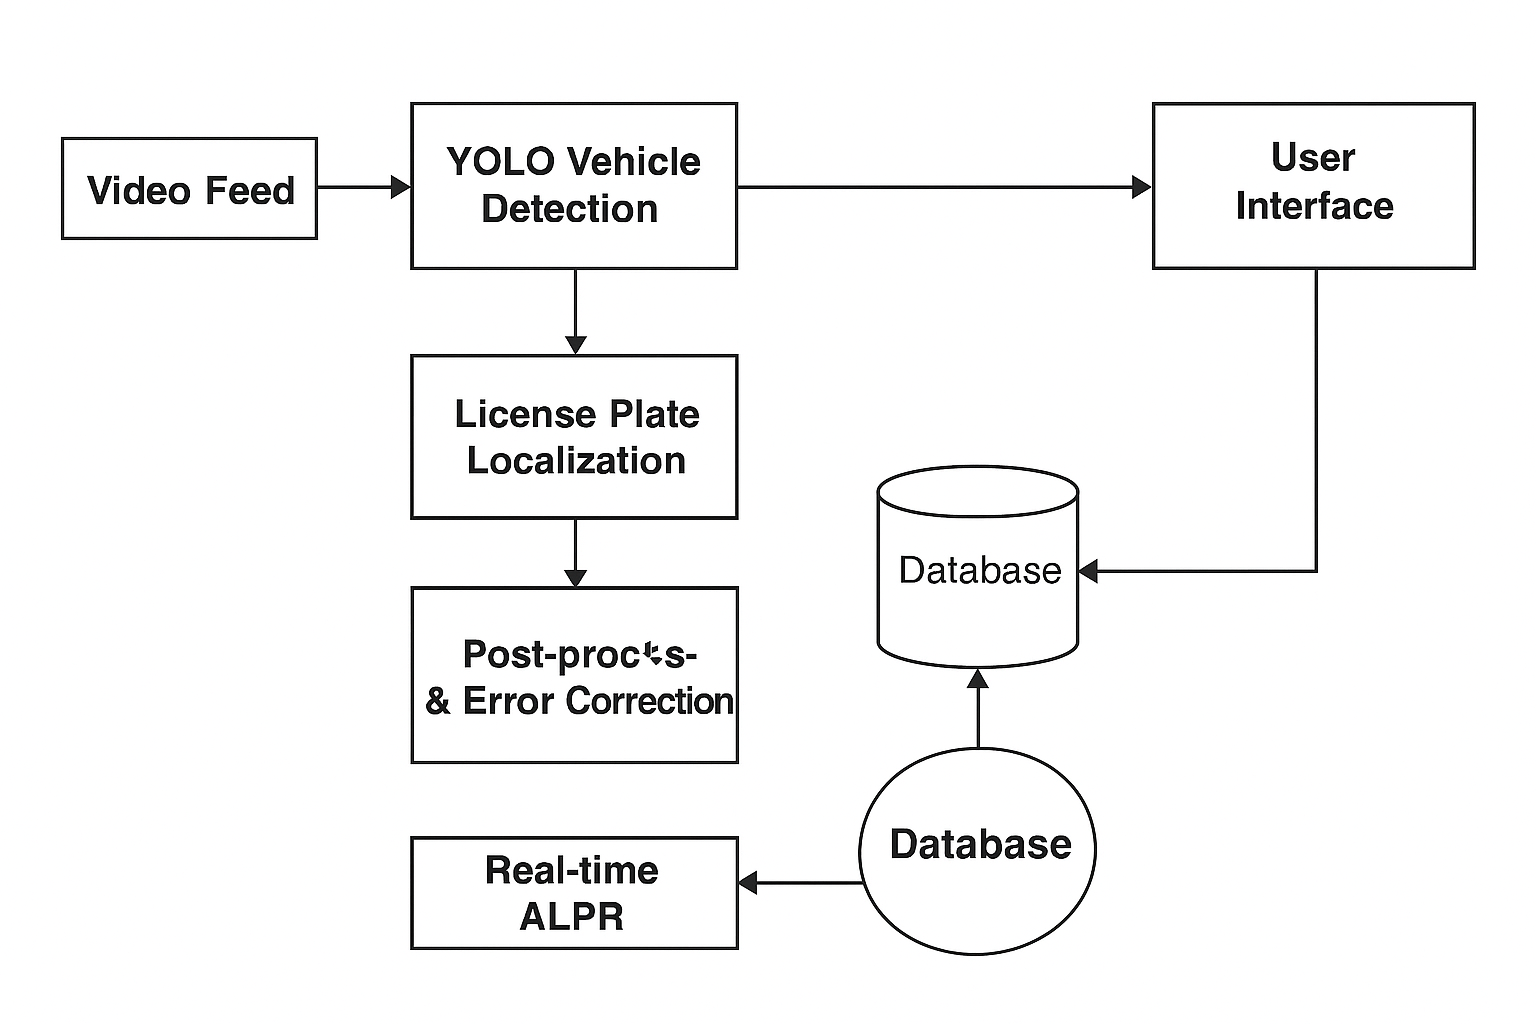 Video Feed
YOLO Vehicle
Detection
User
Interface
License Plate
Localization
Database
& Error Correction
Database
Real-time
ALPR